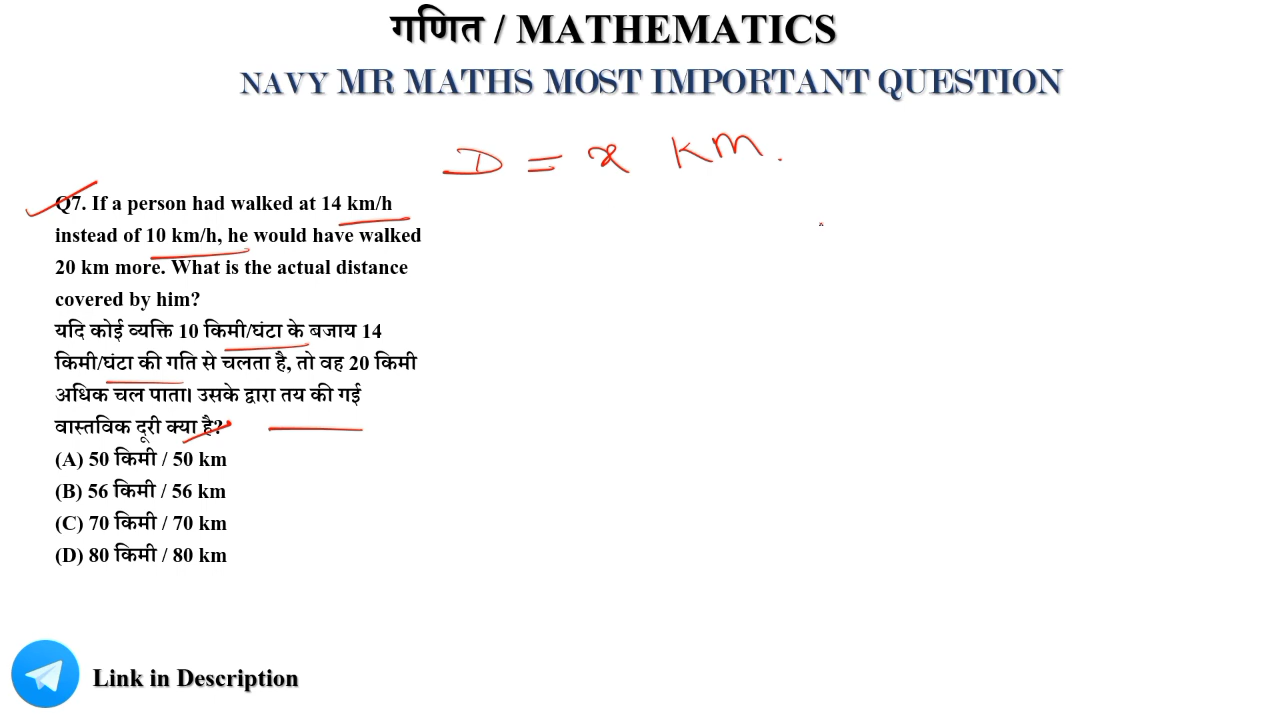 गणित / MATHEMATICS
NAVY MR MATHS MOST IMPORTANT QUESTION
D = x KM.
Q7. If a person had walked at 14 km/h
instead of 10 km/h, he would have walked
20 km more. What is the actual distance
covered by him?
यदि कोई व्यक्ति 10 किमी/घंटा के बजाय 14
किमी/घंटा की गति से चलता है, तो वह 20 किमी
अधिक चल पाता। उसके द्वारा तय की गई
वास्तविक दूरी क्या है?
(A) 50 किमी / 50 km
(B) 56 किमी / 56 km
(C) 70 किमी / 70 km
(D) 80 किमी / 80 km
Link in Description